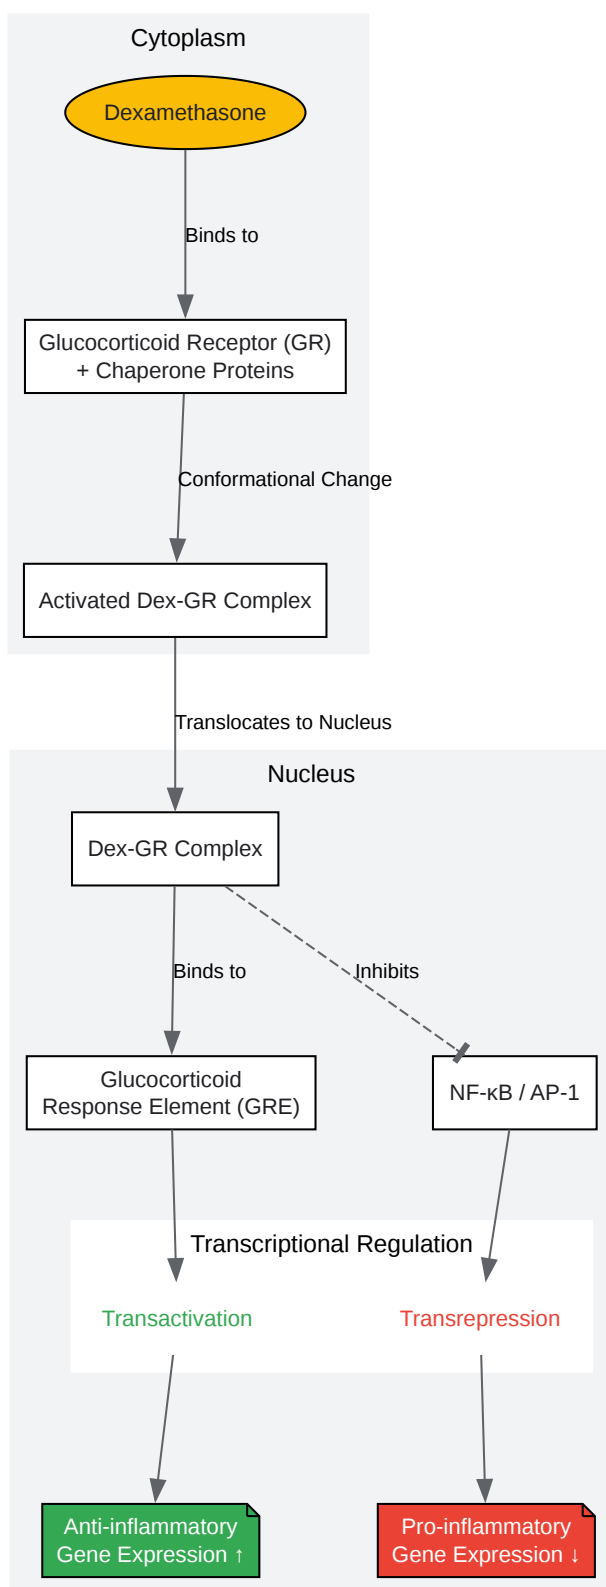 Cytoplasm
Dexamethasone
Binds to
Glucocorticoid Receptor (GR)
+ Chaperone Proteins
Conformational Change
Activated Dex-GR Complex
Translocates to Nucleus
Nucleus
Dex-GR Complex
Binds to
Inhibits
Glucocorticoid
Response Element (GRE)
NF-κB / AP-1
Transcriptional Regulation
Transactivation
Transrepression
Anti-inflammatory
Gene Expression ↑
Pro-inflammatory
Gene Expression ↓